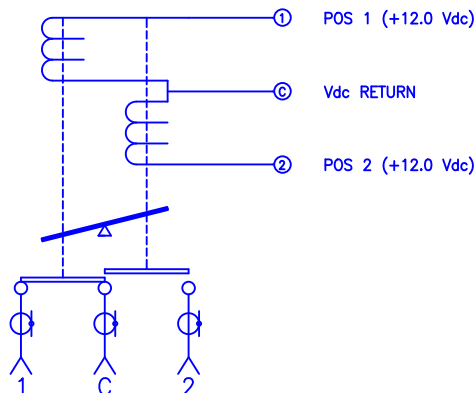 1 POS 1 (+12.0 Vdc)
C Vdc RETURN
2 POS 2 (+12.0 Vdc)
1 C 2